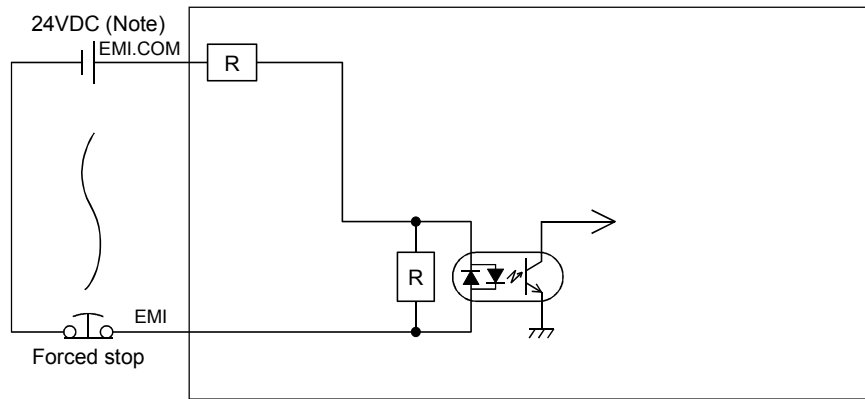 24VDC (Note)
EMI.COM
R
R
EMI
Forced stop